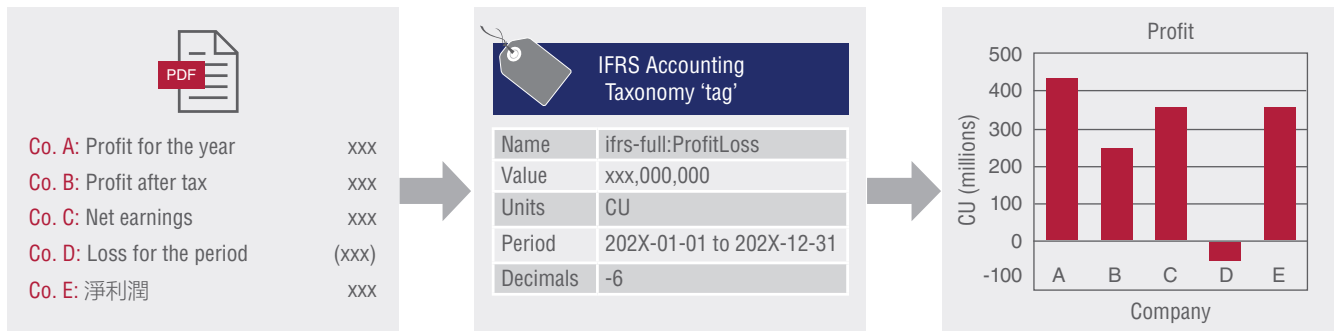 PDF
Co. A: Profit for the year xxx
Co. B: Profit after tax xxx
Co. C: Net earnings xxx
Co. D: Loss for the period (xxx)
Co. E: 淨利潤 xxx
IFRS Accounting
Taxonomy ‘tag’
Name ifrs-full:ProfitLoss
Value xxx,000,000
Units CU
Period 202X-01-01 to 202X-12-31
Decimals -6
Profit
CU (millions)
500
400
300
200
100
0
-100
A B C D E
Company